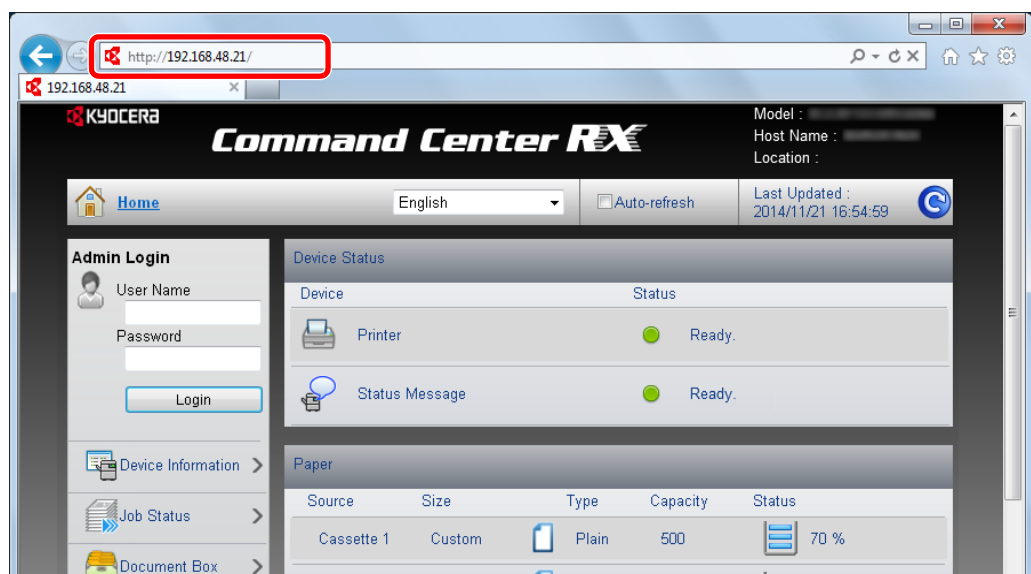 http://192.168.48.21/
192.168.48.21
KYOCERA
Command Center RX
Model :
Host Name :
Location :
Home
English
Auto-refresh
Last Updated :
2014/11/21 16:54:59
Admin Login
User Name
Password
Login
Device Information
Job Status
Document Box
Device Status
Device Status
Printer Ready.
Status Message Ready.
Paper
Source Size Type Capacity Status
Cassette 1 Custom Plain 500 70 %